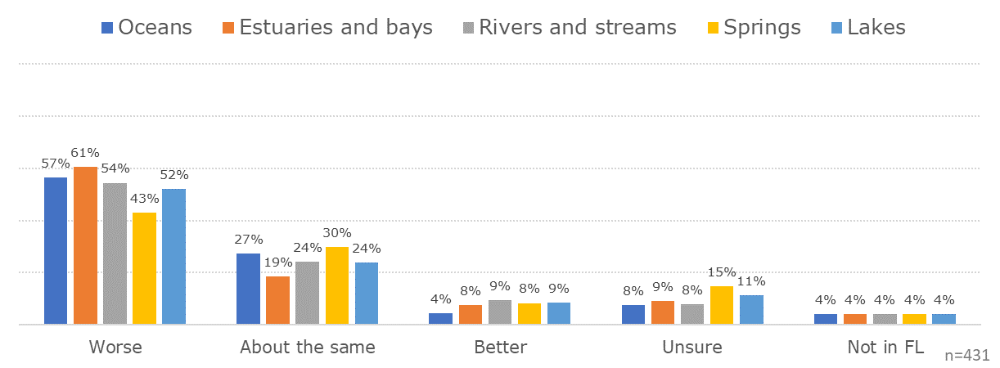 Oceans Estuaries and bays Rivers and streams Springs Lakes
57% 61% 54% 43% 52%
27% 19% 24% 30% 24%
4% 8% 9% 8% 9%
8% 9% 8% 15% 11%
4% 4% 4% 4% 4%
Worse About the same Better Unsure Not in FL
n=431